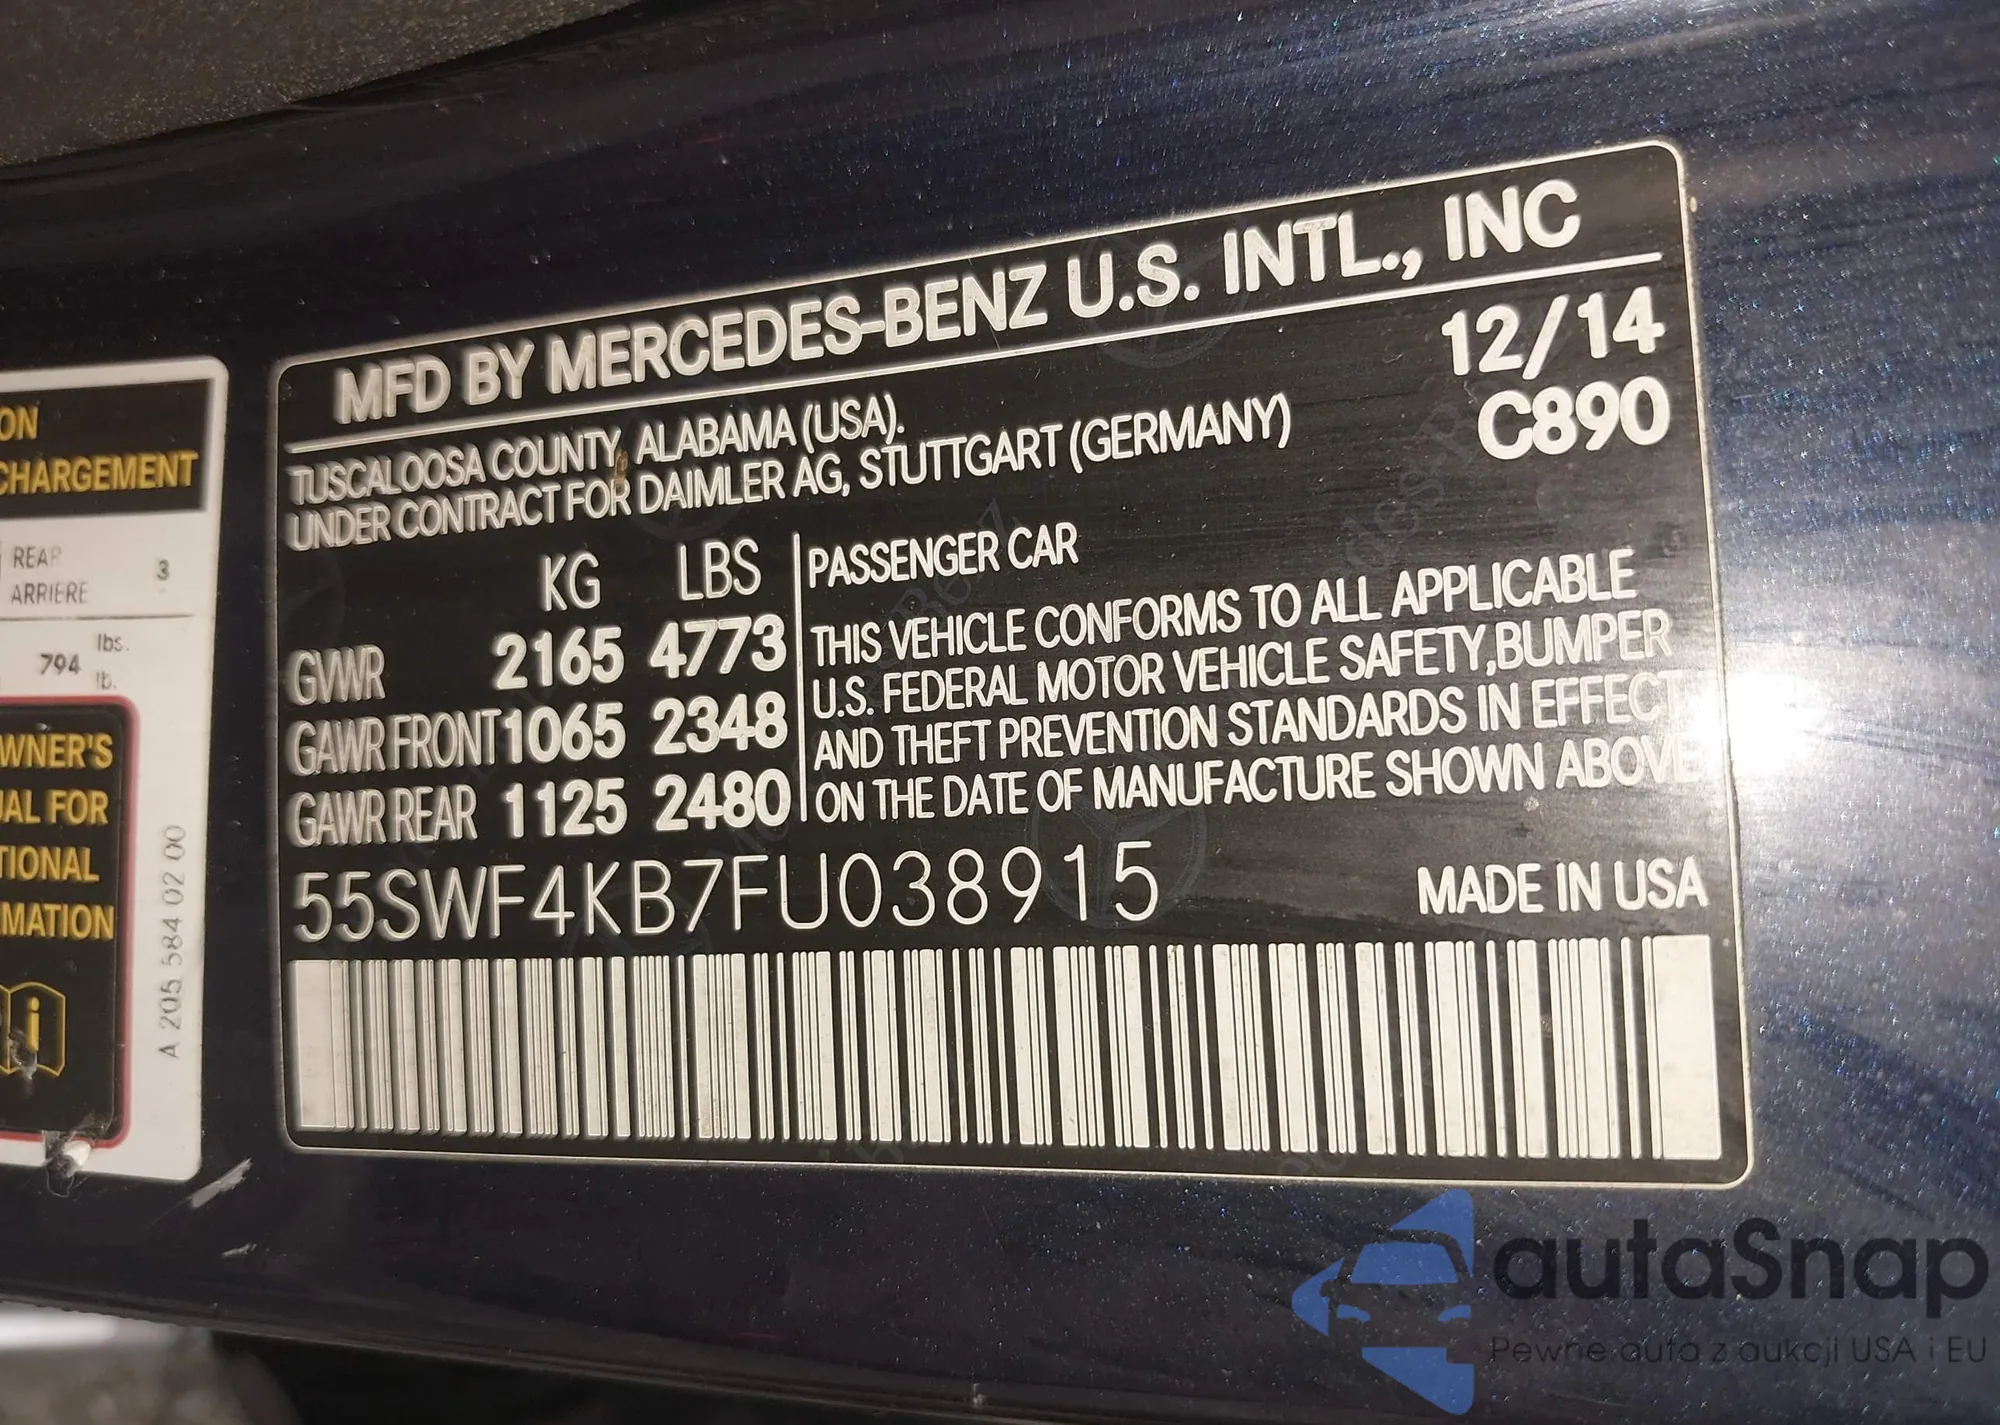 MFD BY MERCEDES-BENZ U.S. INTL., INC
12/14
TUSCALOOSA COUNTY, ALABAMA (USA).
UNDER CONTRACT FOR DAIMLER AG, STUTTGART (GERMANY)
C890
KG LBS
GVWR 2165 4773
GAWR FRONT 1065 2348
GAWR REAR 1125 2480
PASSENGER CAR
THIS VEHICLE CONFORMS TO ALL APPLICABLE
U.S. FEDERAL MOTOR VEHICLE SAFETY,BUMPER
AND THEFT PREVENTION STANDARDS IN EFFECT
ON THE DATE OF MANUFACTURE SHOWN ABOVE
55SWF4KB7FU038915
MADE IN USA
ON
CHARGEMENT
REAR
ARRIERE 3
lbs.
794
lb.
WNER'S
UAL FOR
TIONAL
MATION
i
A 205 584 02 00
autaSnap
Pewne auta z aukcji USA i EU